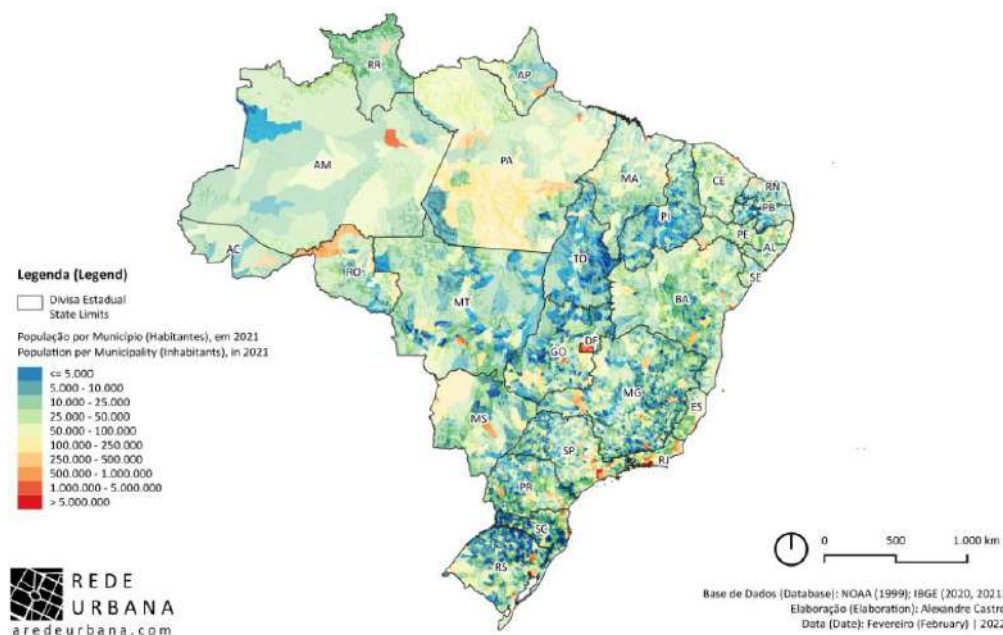 RR
AP
AM
PA
MA
CE
RN
PB
PI
PE
AL
SE
AC
RO
TO
MT
BA
DF
GO
MG
ES
MS
SP
RJ
PR
SC
RS
Legenda (Legend)
Divisa Estadual
State Limits
População por Município (Habitantes), em 2021
Population per Municipality (Inhabitants), in 2021
<= 5.000
5.000 - 10.000
10.000 - 25.000
25.000 - 50.000
50.000 - 100.000
100.000 - 250.000
250.000 - 500.000
500.000 - 1.000.000
1.000.000 - 5.000.000
> 5.000.000
REDE
URBANA
aredeurbana.com
0 500 1.000 km
Base de Dados (Database): NOAA (1999); IBGE (2020, 2021)
Elaboração (Elaboration): Alexandre Castro
Data (Date): Fevereiro (February) | 2022